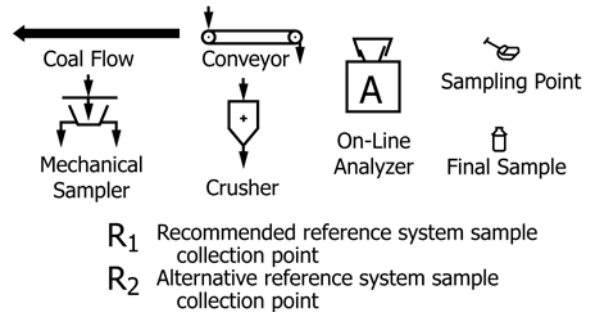 Coal Flow
Conveyor
Sampling Point
A
Mechanical
Sampler
Crusher
On-Line
Analyzer
Final Sample
+
R1 Recommended reference system sample
collection point
R2 Alternative reference system sample
collection point